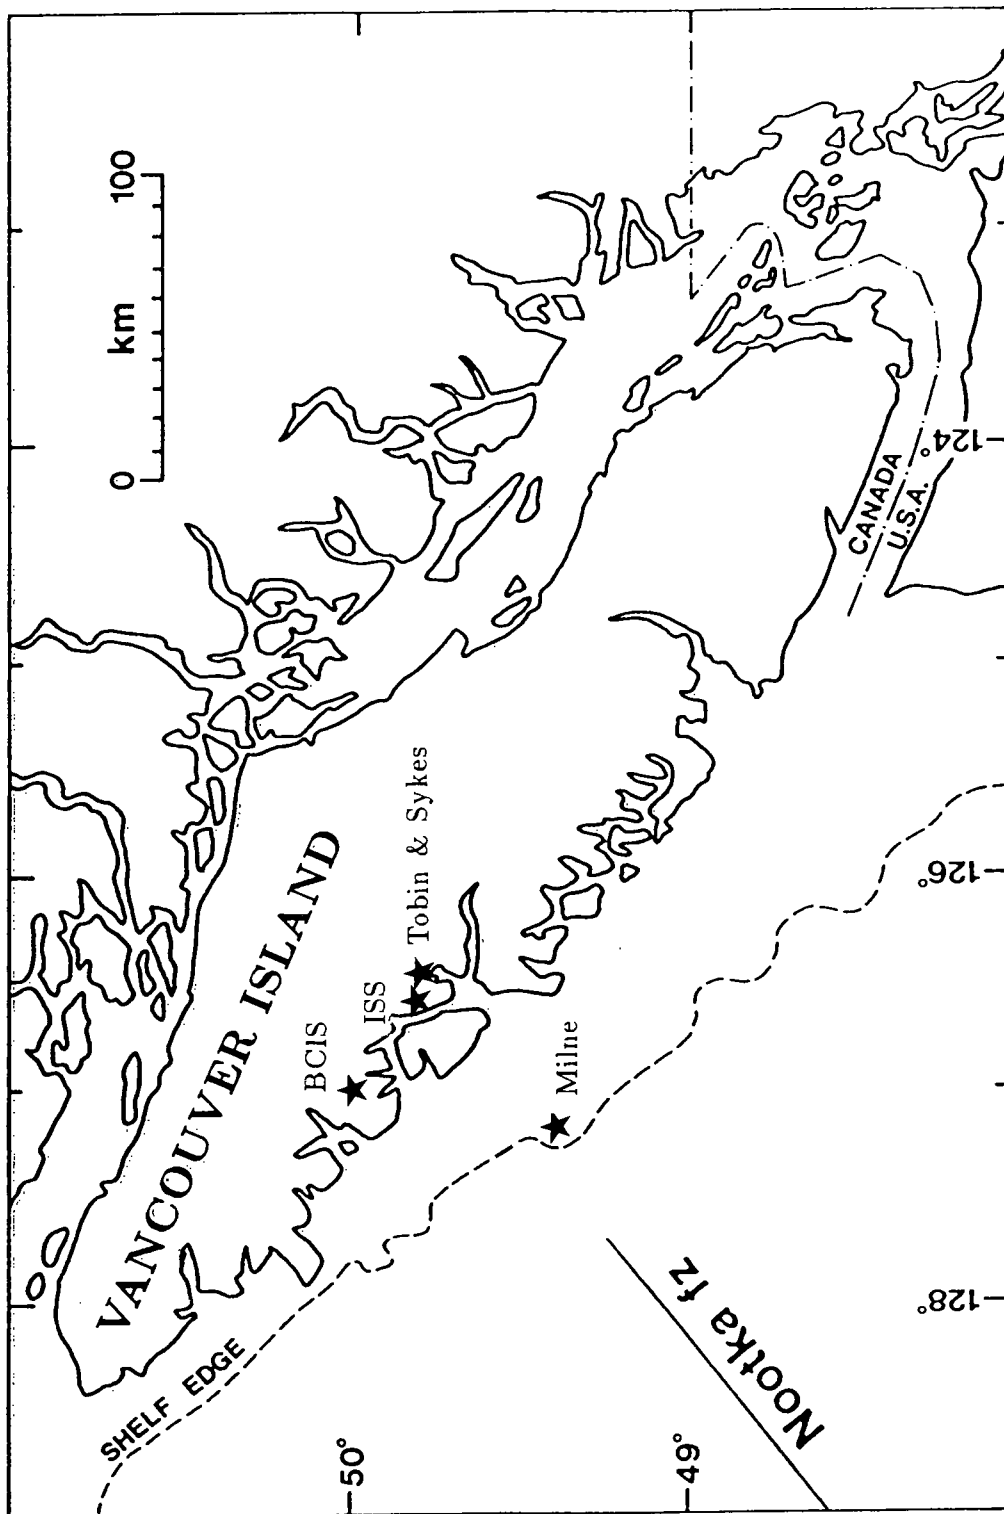 0 km 100
VANCOUVER ISLAND
BCIS
ISS
Tobin & Sykes
Milne
SHELF EDGE
Nootka fz
CANADA
U.S.A.
50°
49°
128°
126°
124°